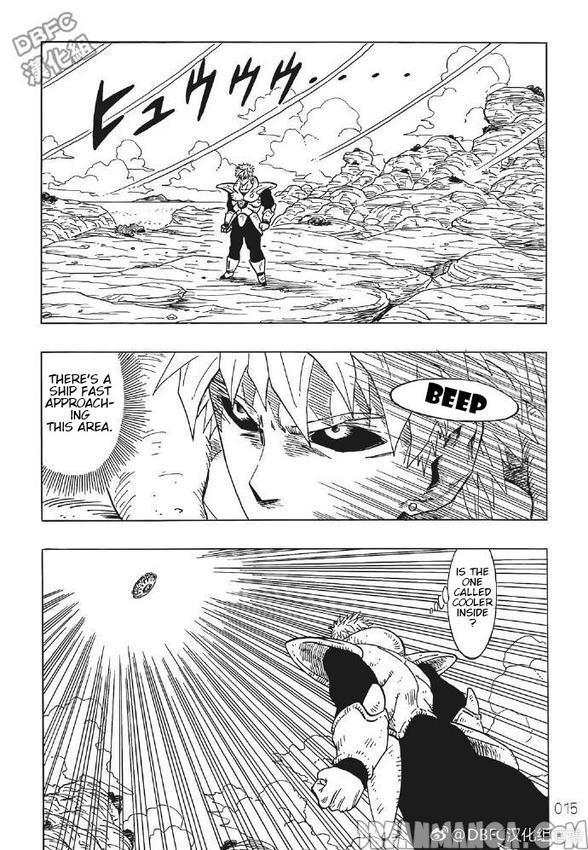 DBFC
漢化組
ヒュウウウ・・・・
THERE'S A
SHIP FAST
APPROACH-
ING
THIS AREA.
BEEP
IS THE
ONE
CALLED
COOLER
INSIDE
?
015
@DBFC汉化组